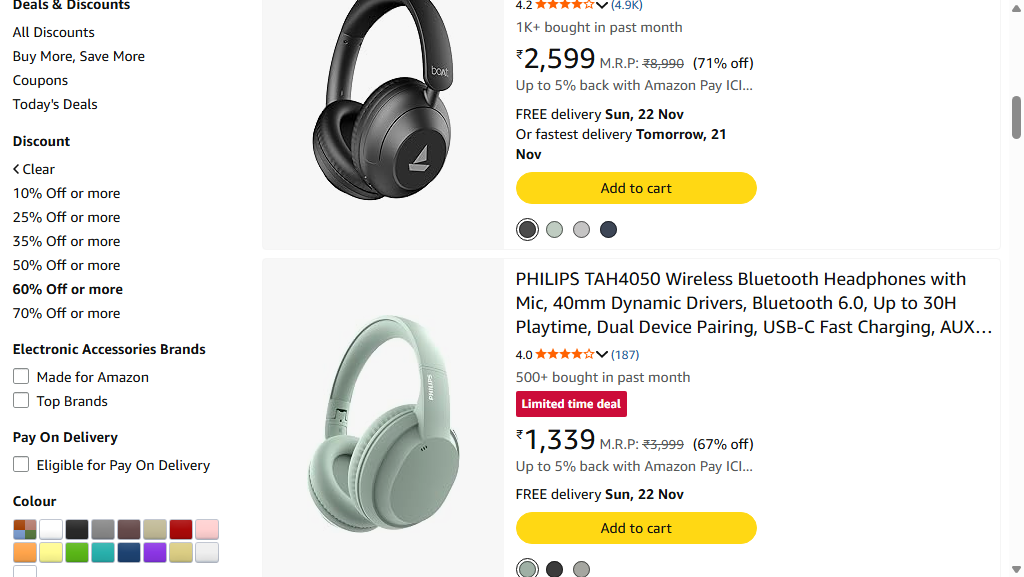 Deals & Discounts
All Discounts
Buy More, Save More
Coupons
Today's Deals
Discount
Clear
10% Off or more
25% Off or more
35% Off or more
50% Off or more
60% Off or more
70% Off or more
Electronic Accessories Brands
Made for Amazon
Top Brands
Pay On Delivery
Eligible for Pay On Delivery
Colour
boAt
4.2 (4.9K)
1K+ bought in past month
₹2,599 M.R.P: ₹8,990 (71% off)
Up to 5% back with Amazon Pay ICI…
FREE delivery Sun, 22 Nov
Or fastest delivery Tomorrow, 21
Nov
Add to cart
PHILIPS
PHILIPS TAH4050 Wireless Bluetooth Headphones with
Mic, 40mm Dynamic Drivers, Bluetooth 6.0, Up to 30H
Playtime, Dual Device Pairing, USB-C Fast Charging, AUX…
4.0 (187)
500+ bought in past month
Limited time deal
₹1,339 M.R.P: ₹3,999 (67% off)
Up to 5% back with Amazon Pay ICI…
FREE delivery Sun, 22 Nov
Add to cart